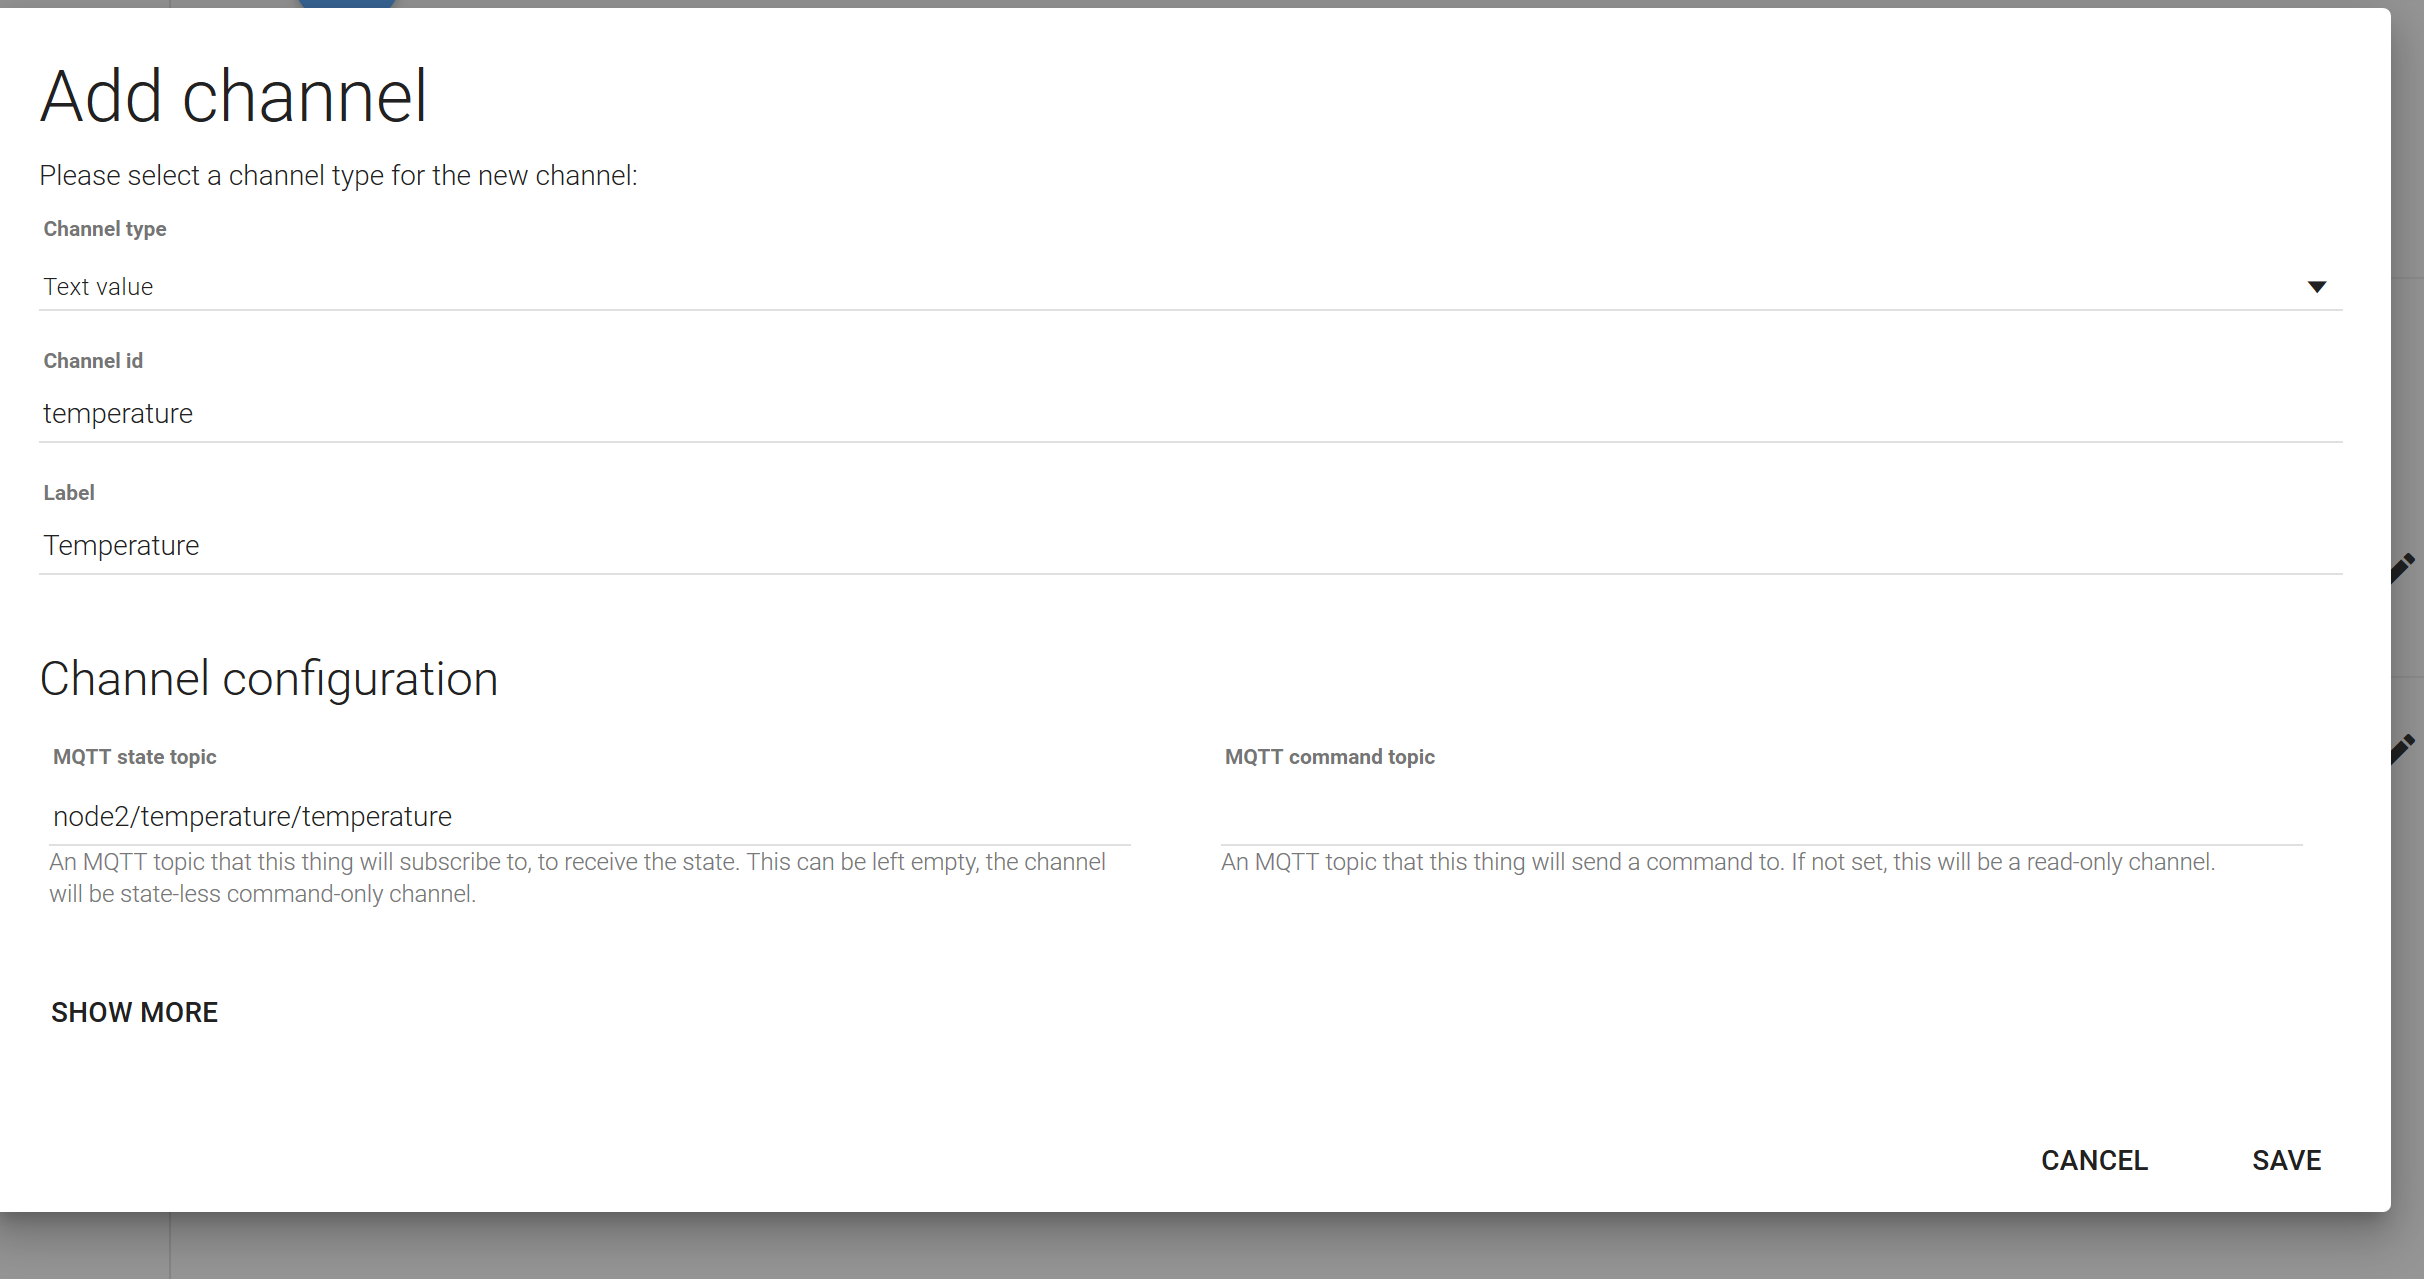 Add channel
Please select a channel type for the new channel:
Channel type
Text value
Channel id
temperature
Label
Temperature
Channel configuration
MQTT state topic
node2/temperature/temperature
An MQTT topic that this thing will subscribe to, to receive the state. This can be left empty, the channel
will be state-less command-only channel.
MQTT command topic
An MQTT topic that this thing will send a command to. If not set, this will be a read-only channel.
SHOW MORE
CANCEL
SAVE